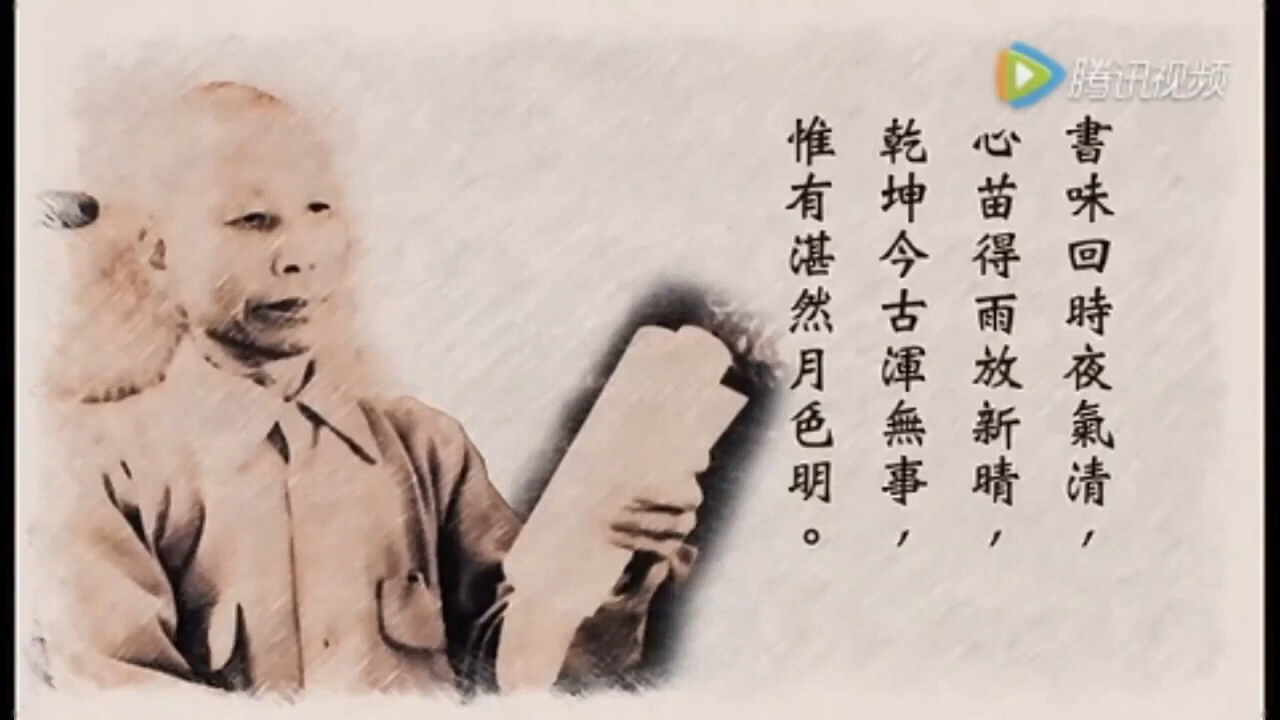 腾讯视频
書味回時夜氣清，
心苗得雨放新晴，
乾坤今古渾無事，
惟有湛然月色明。